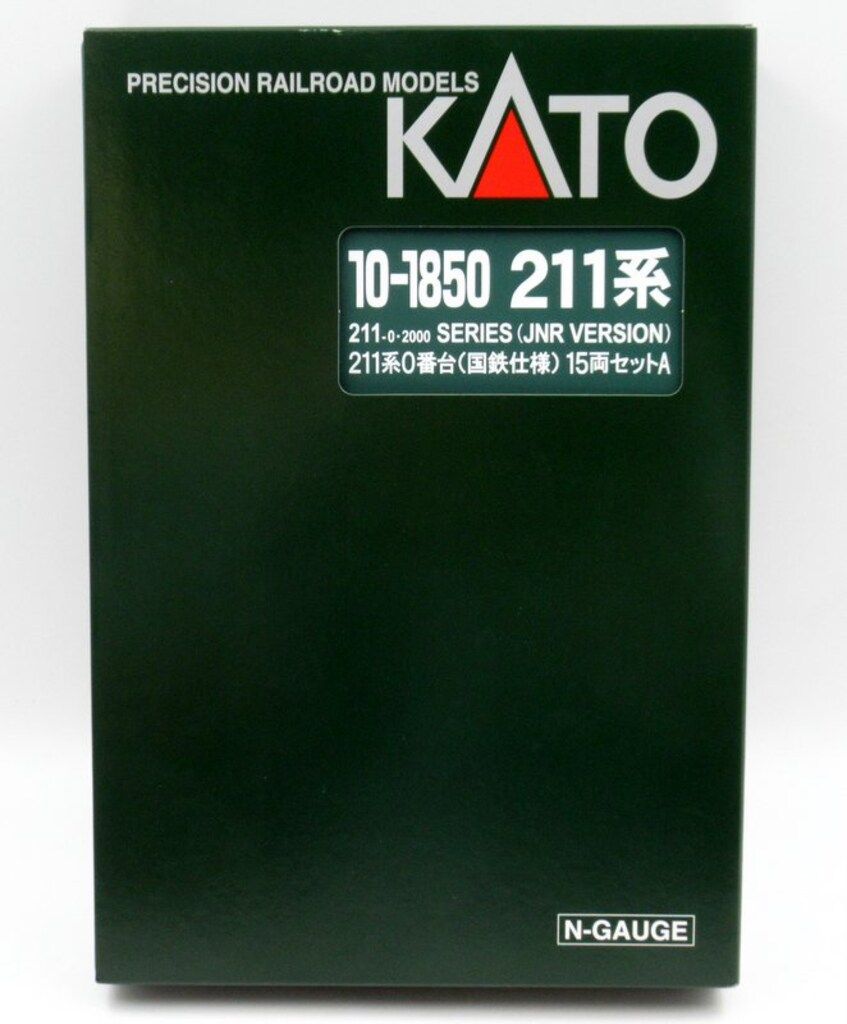 PRECISION RAILROAD MODELS
KATO
10-1850 211系
211-0・2000 SERIES (JNR VERSION)
211系0番台(国鉄仕様) 15両セットA
N-GAUGE